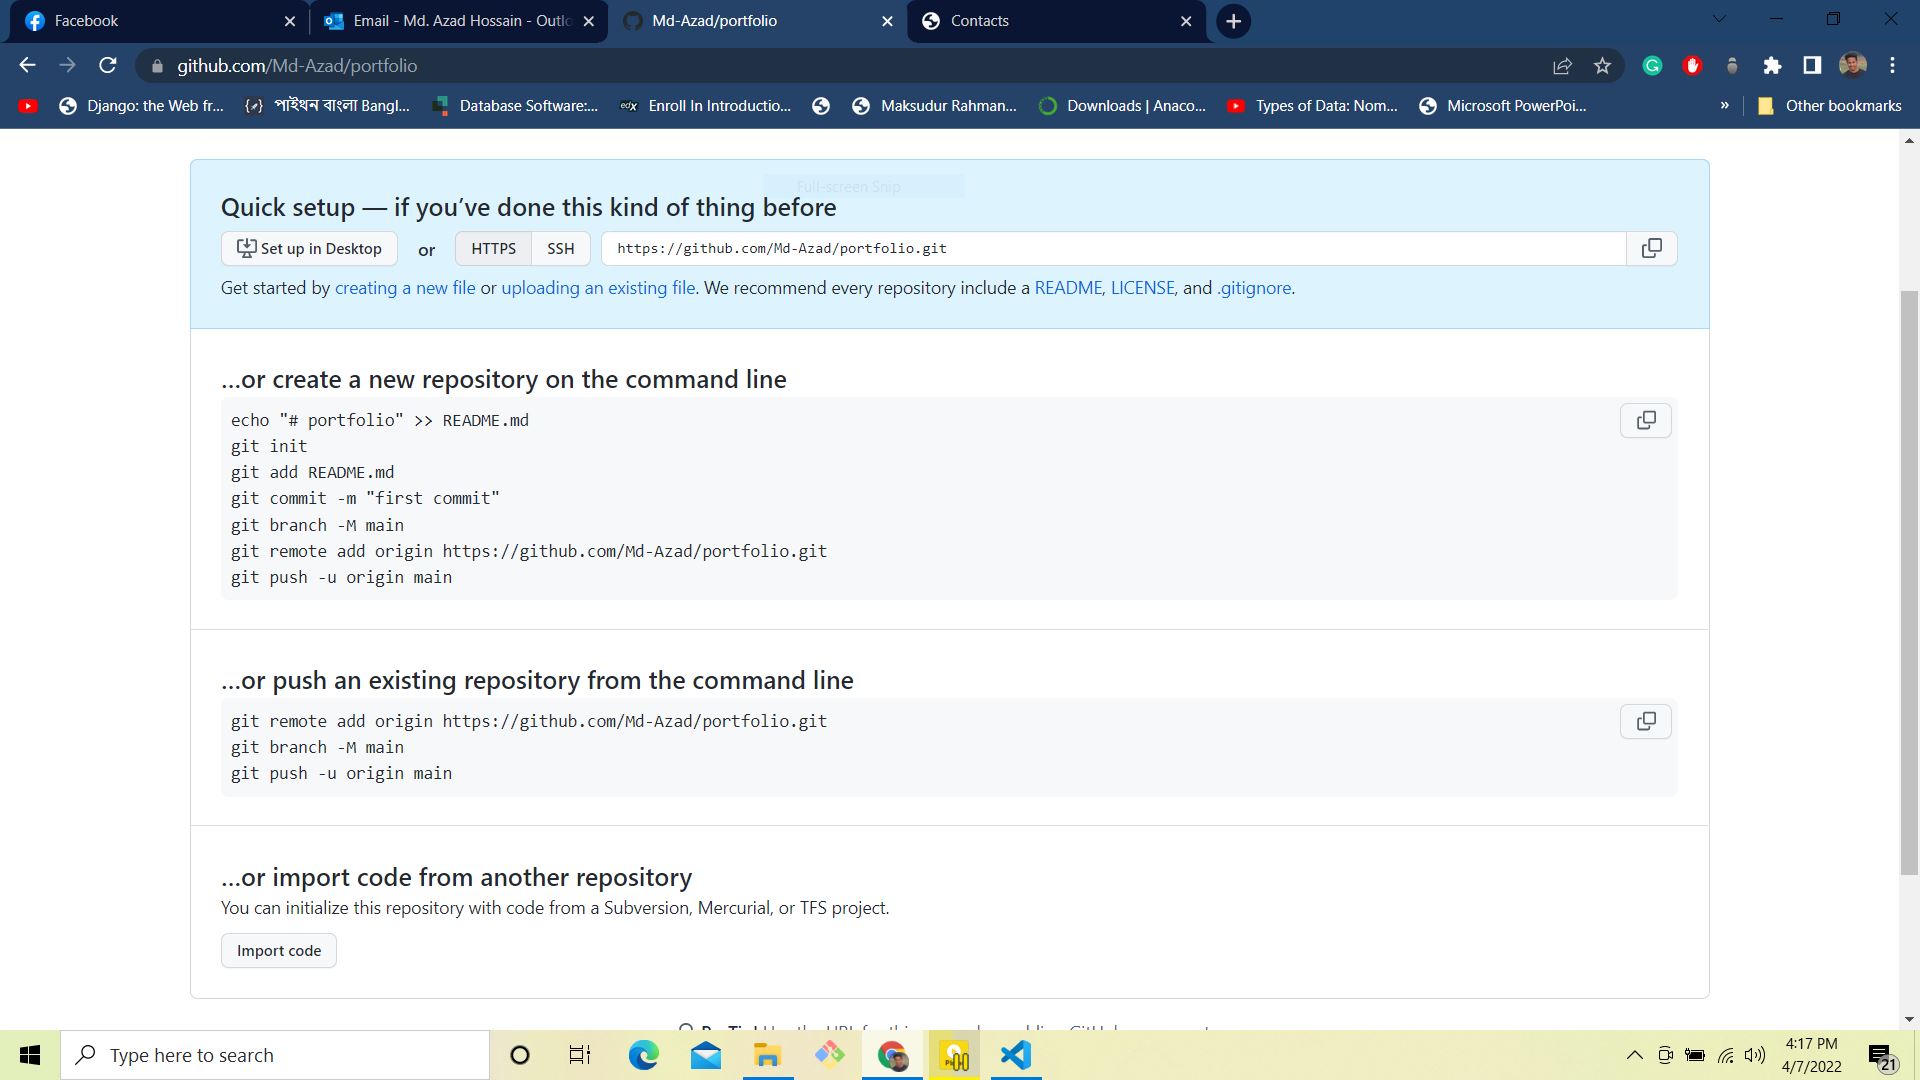 Facebook
Email - Md. Azad Hossain - Outlo
Md-Azad/portfolio
Contacts
github.com/Md-Azad/portfolio
Django: the Web fr...
পাইথন বাংলা Bangl...
Database Software:...
edX
Enroll In Introductio...
Maksudur Rahman...
Downloads | Anaco...
Types of Data: Nom...
Microsoft PowerPoi...
»
Other bookmarks
Full-screen Snip
Quick setup — if you’ve done this kind of thing before
Set up in Desktop or HTTPS SSH https://github.com/Md-Azad/portfolio.git
Get started by creating a new file or uploading an existing file. We recommend every repository include a README, LICENSE, and .gitignore.
…or create a new repository on the command line
echo "# portfolio" >> README.md
git init
git add README.md
git commit -m "first commit"
git branch -M main
git remote add origin https://github.com/Md-Azad/portfolio.git
git push -u origin main
…or push an existing repository from the command line
git remote add origin https://github.com/Md-Azad/portfolio.git
git branch -M main
git push -u origin main
…or import code from another repository
You can initialize this repository with code from a Subversion, Mercurial, or TFS project.
Import code
Type here to search
4:17 PM
4/7/2022
21